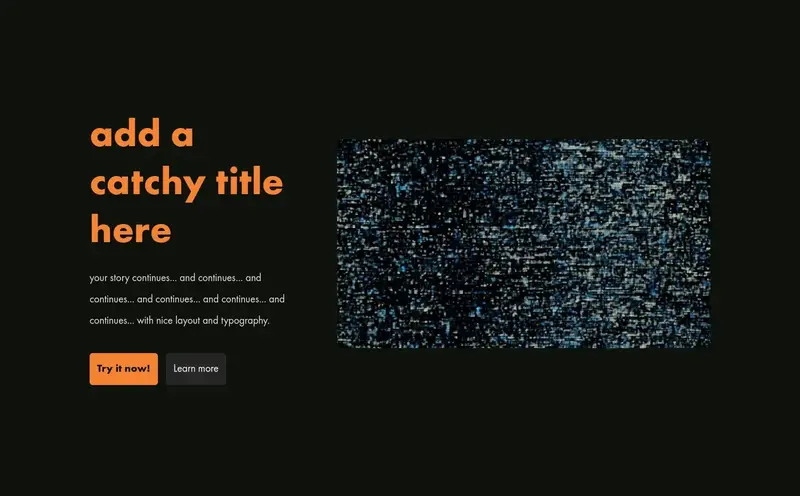 add a
catchy title
here
your story continues... and continues... and
continues... and continues... and continues... and
continues... with nice layout and typography.
Try it now!
Learn more